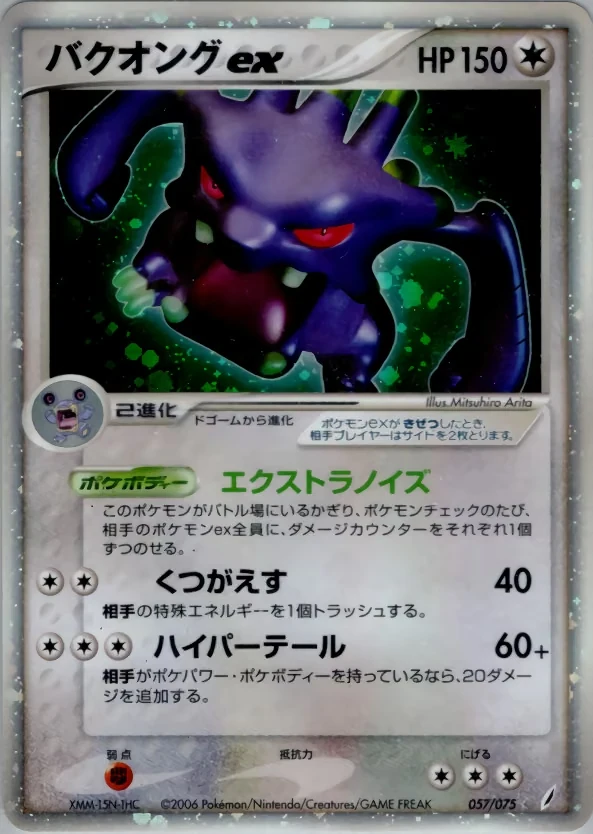 バクオングex HP150
Illus.Mitsuhiro Arita
2進化 ドゴームから進化
ポケモンexがきぜつしたとき、
相手プレイヤーはサイドを2枚とります。
ポケボディー エクストラノイズ
このポケモンがバトル場にいるかぎり、ポケモンチェックのたび、
相手のポケモンex全員に、ダメージカウンターをそれぞれ1個
ずつのせる。
くつがえす 40
相手の特殊エネルギーを1個トラッシュする。
ハイパーテール 60+
相手がポケパワー・ポケボディーを持っているなら、20ダメー
ジを追加する。
弱点 抵抗力 にげる
XMM-15N-1HC ©2006 Pokémon/Nintendo/Creatures/GAME FREAK 057/075